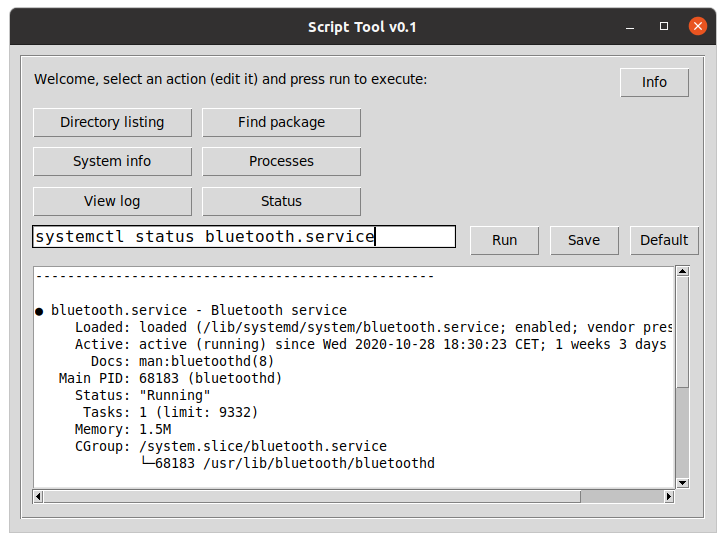 Script Tool v0.1
Welcome, select an action (edit it) and press run to execute:
Info
Directory listing
Find package
System info
Processes
View log
Status
systemctl status bluetooth.service
Run
Save
Default
--------------------------------------------------
● bluetooth.service - Bluetooth service
Loaded: loaded (/lib/systemd/system/bluetooth.service; enabled; vendor pres
Active: active (running) since Wed 2020-10-28 18:30:23 CET; 1 weeks 3 days
Docs: man:bluetoothd(8)
Main PID: 68183 (bluetoothd)
Status: "Running"
Tasks: 1 (limit: 9332)
Memory: 1.5M
CGroup: /system.slice/bluetooth.service
└─68183 /usr/lib/bluetooth/bluetoothd